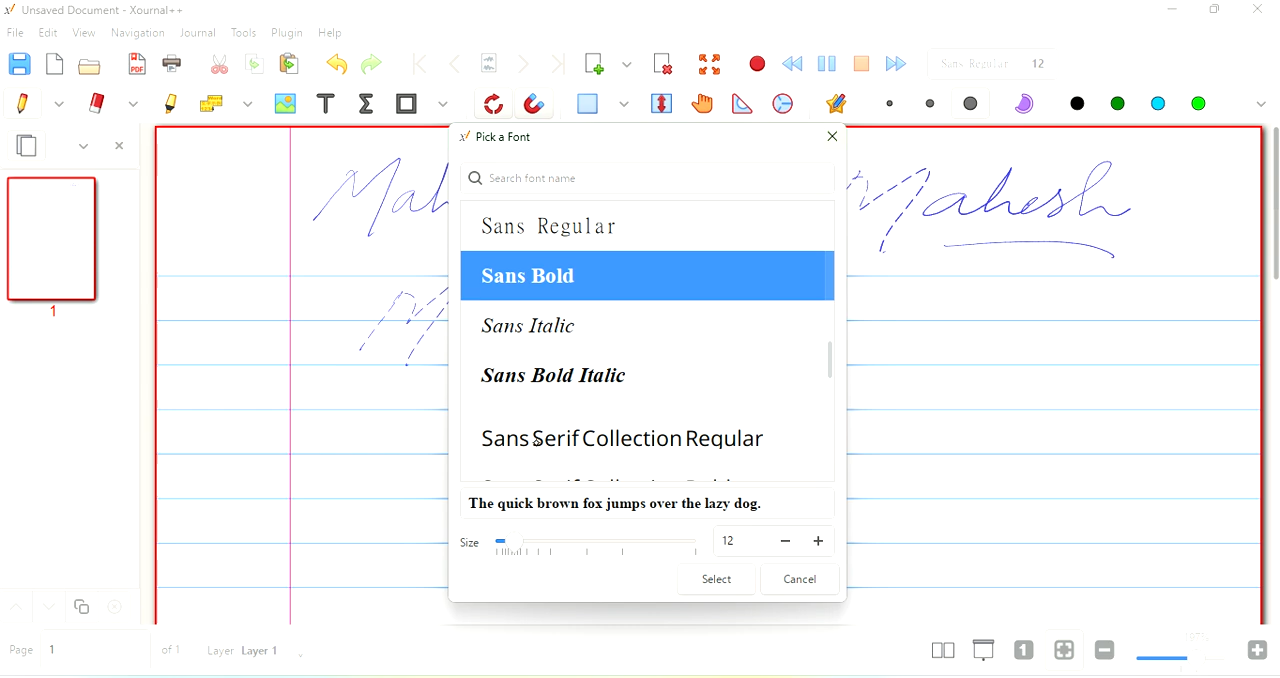 Unsaved Document - Xournal++
File Edit View Navigation Journal Tools Plugin Help
PDF
Sans Regular 12
Pick a Font
Search font name
Sans Regular
Sans Bold
Sans Italic
Sans Bold Italic
Sans Serif Collection Regular
The quick brown fox jumps over the lazy dog.
Size 12
Select Cancel
Mahesh
1
Page 1 of 1 Layer Layer 1
1